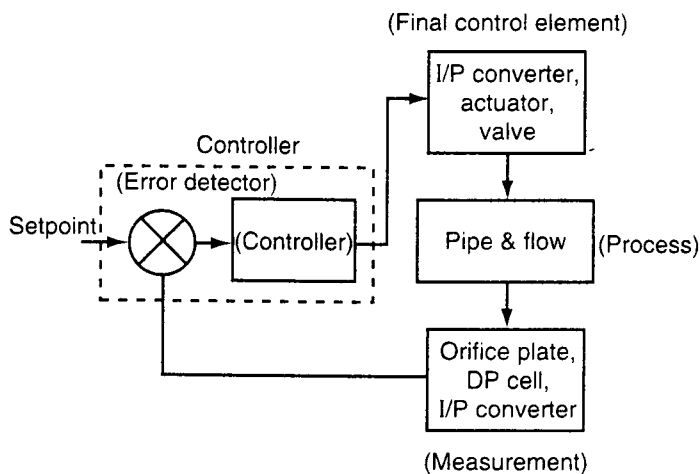 (Final control element)
I/P converter,
actuator,
valve
Controller
(Error detector)
Setpoint
(Controller)
Pipe & flow
(Process)
Orifice plate,
DP cell,
I/P converter
(Measurement)